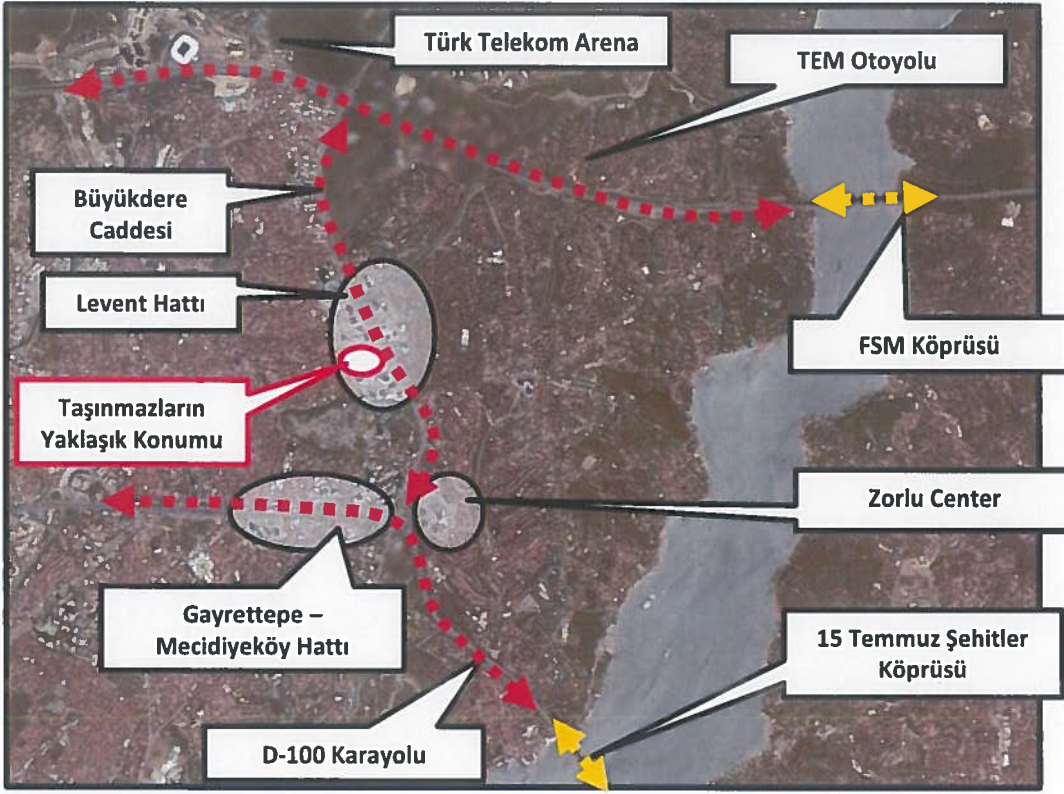 Türk Telekom Arena
TEM Otoyolu
Büyükdere
Caddesi
Levent Hattı
FSM Köprüsü
Taşınmazların
Yaklaşık Konumu
Zorlu Center
Gayrettepe –
Mecidiyeköy Hattı
15 Temmuz Şehitler
Köprüsü
D-100 Karayolu